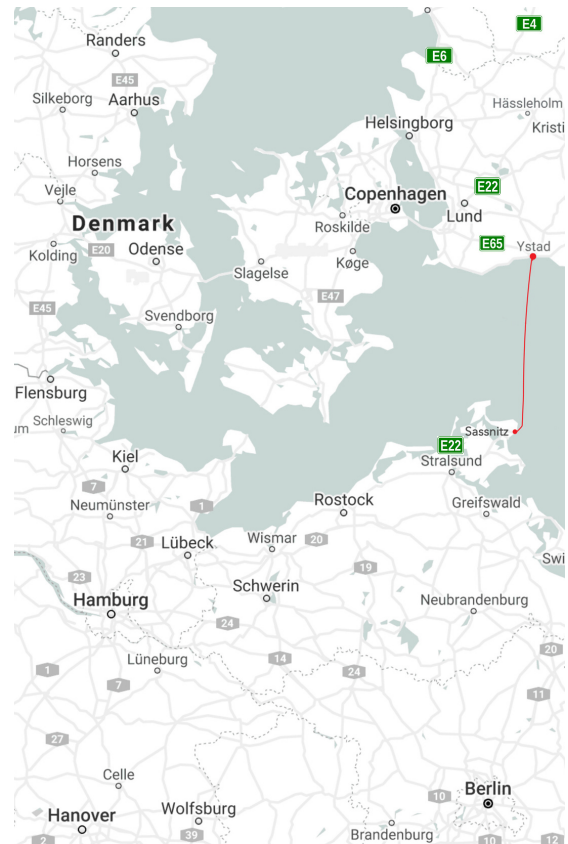 E4
Randers
E6
E45
Silkeborg
Aarhus
Hässleholm
Helsingborg
Kristi
Horsens
Vejle
Copenhagen
E22
Lund
Denmark
Roskilde
E65
Ystad
Kolding
E20
Odense
Køge
Slagelse
E47
E45
Svendborg
Flensburg
Schleswig
um
Sassnitz
E22
Kiel
Stralsund
7
1
Neumünster
Rostock
Greifswald
21
Lübeck
Wismar
20
Swi
23
19
Schwerin
Hamburg
Neubrandenburg
24
20
Lüneburg
14
24
1
7
11
27
Celle
Berlin
10
Hanover
Wolfsburg
2
39
Brandenburg
10
12